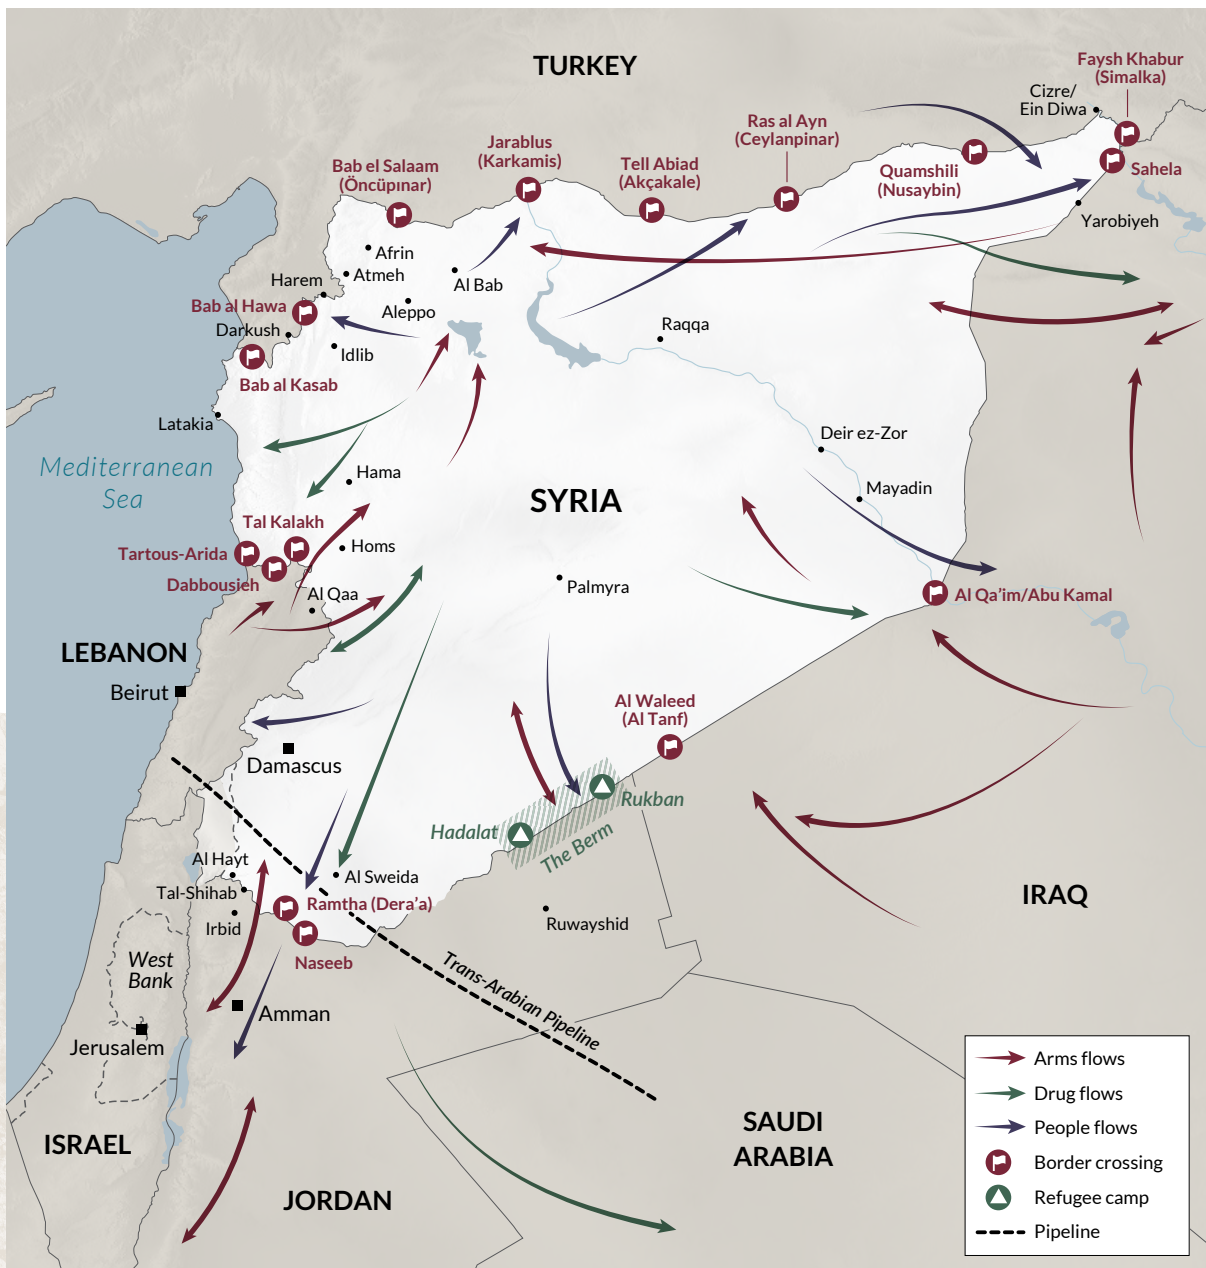 TURKEY
Faysh Khabur
(Simalka)
Cizre/
Ein Diwa
Ras al Ayn
(Ceylanpinar)
Jarablus
(Karkamis)
Bab el Salaam
(Öncüpınar)
Tell Abiad
(Akçakale)
Quamshili
(Nusaybin)
Sahela
Yarobiyeh
Afrin
Atmeh
Harem
Al Bab
Bab al Hawa
Aleppo
Darkush
Raqqa
Idlib
Bab al Kasab
Latakia
Deir ez-Zor
Mediterranean
Sea
Hama
Mayadin
SYRIA
Tal Kalakh
Tartous-Arida
Homs
Dabbousieh
Palmyra
Al Qaa
Al Qa’im/Abu Kamal
LEBANON
Beirut
Al Waleed
(Al Tanf)
Damascus
Rukban
Hadalat
The Berm
Al Hayt
Al Sweida
Tal-Shihab
Ramtha (Dera’a)
IRAQ
Irbid
Ruwayshid
Naseeb
West
Bank
Trans-Arabian Pipeline
Amman
Jerusalem
SAUDI
ARABIA
ISRAEL
JORDAN
Arms flows
Drug flows
People flows
Border crossing
Refugee camp
Pipeline